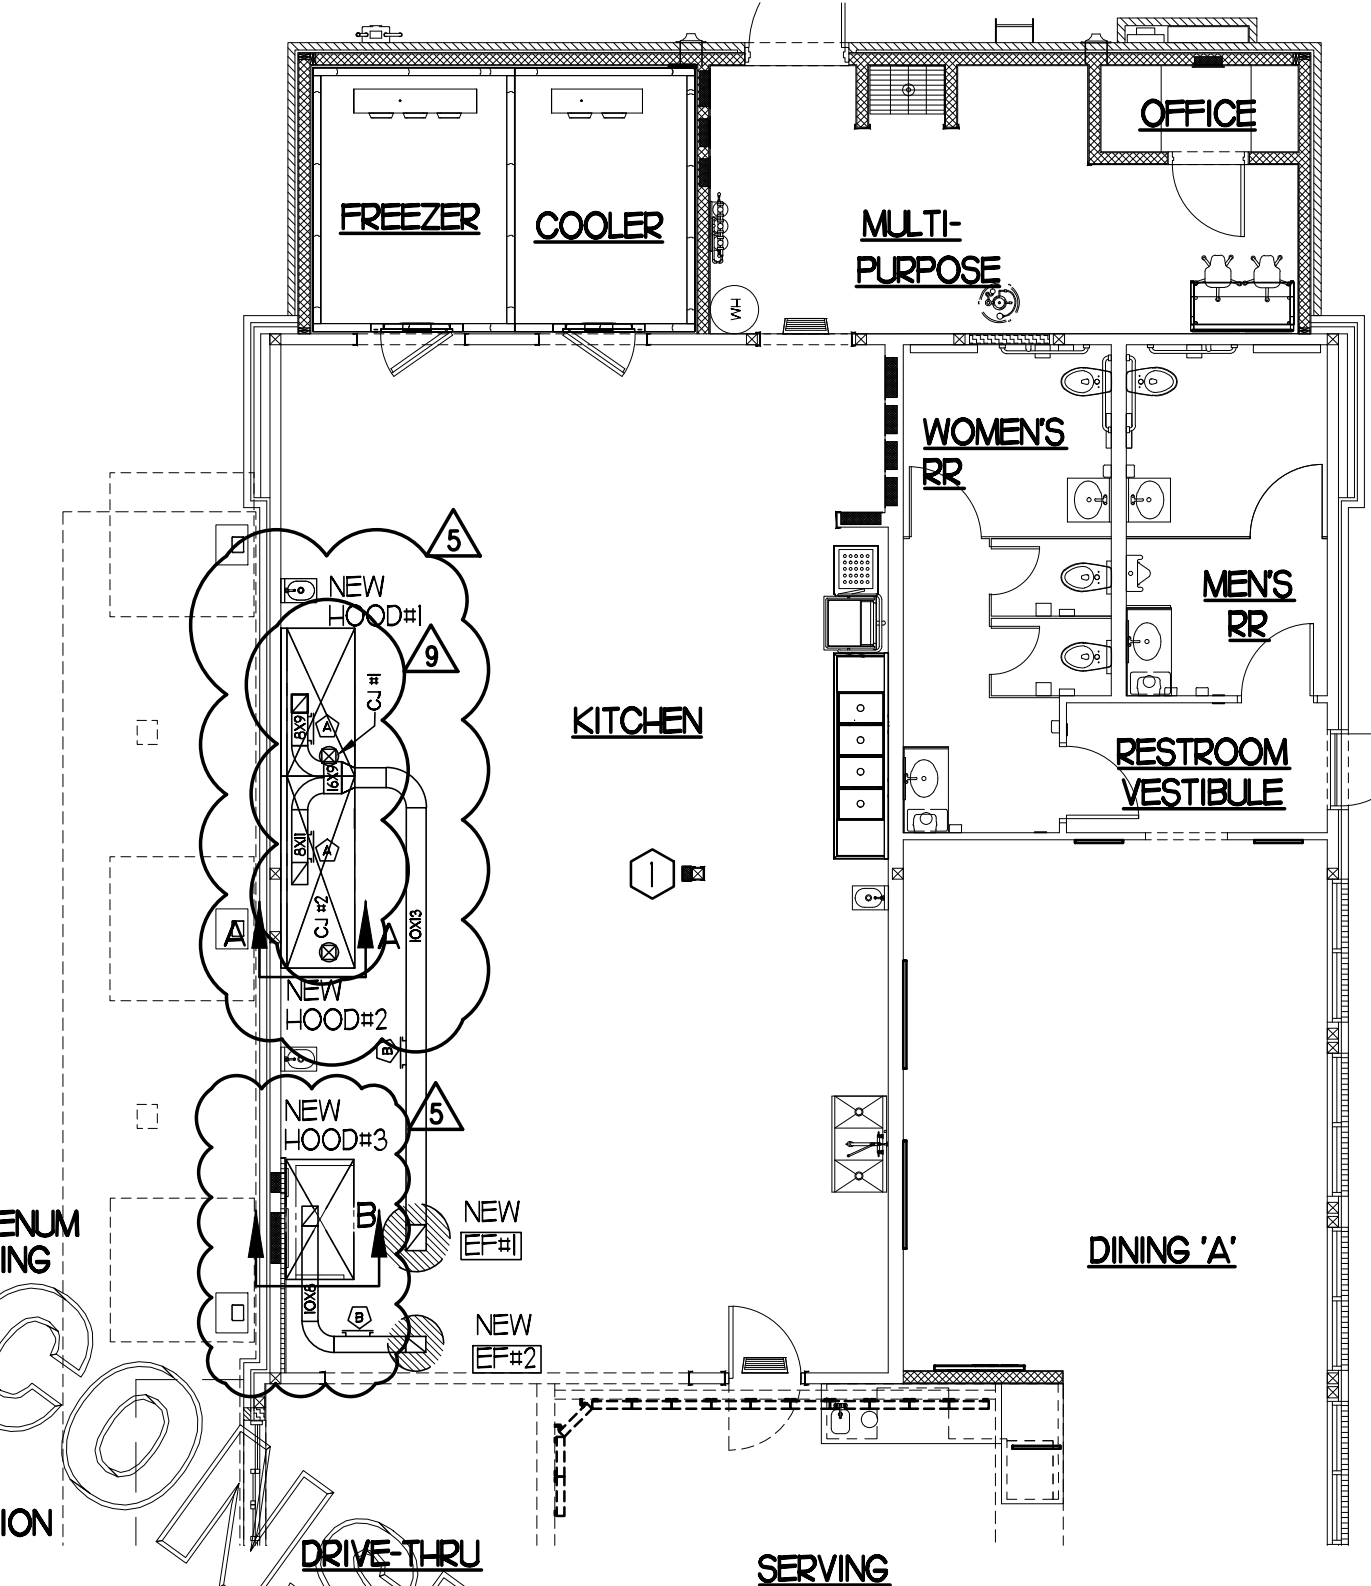 OFFICE
FREEZER
COOLER
MULTI-
PURPOSE
WH
WOMEN'S
RR
5
NEW
HOOD#1
MEN'S
RR
9
CJ #1
8X9
A
KITCHEN
RESTROOM
VESTIBULE
16X9
8X11
A
1
CJ #2
A
A
10X13
NEW
HOOD#2
B
NEW
HOOD#3
5
B
NEW
EF#1
ENUM
ING
DINING 'A'
10X8
B
NEW
EF#2
CONS
ION
DRIVE-THRU
SERVING